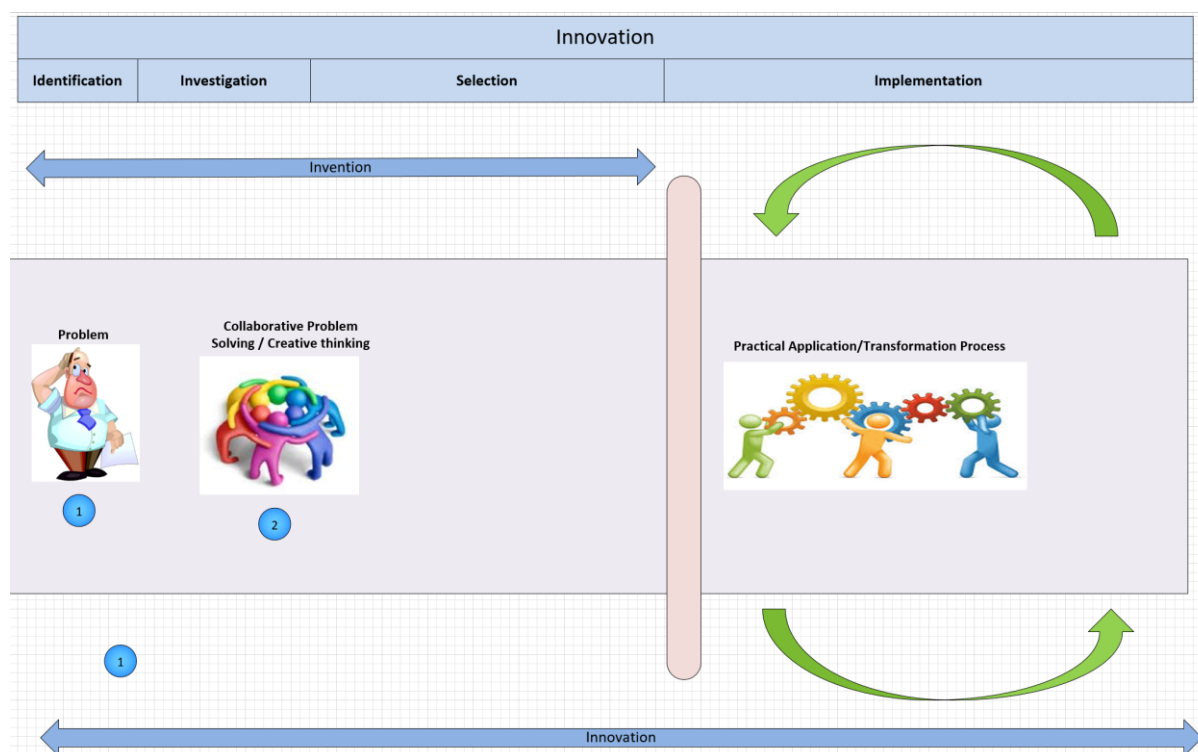 Innovation
Identification
Investigation
Selection
Implementation
Invention
Problem
Collaborative Problem
Solving / Creative thinking
Practical Application/Transformation Process
1
2
1
Innovation